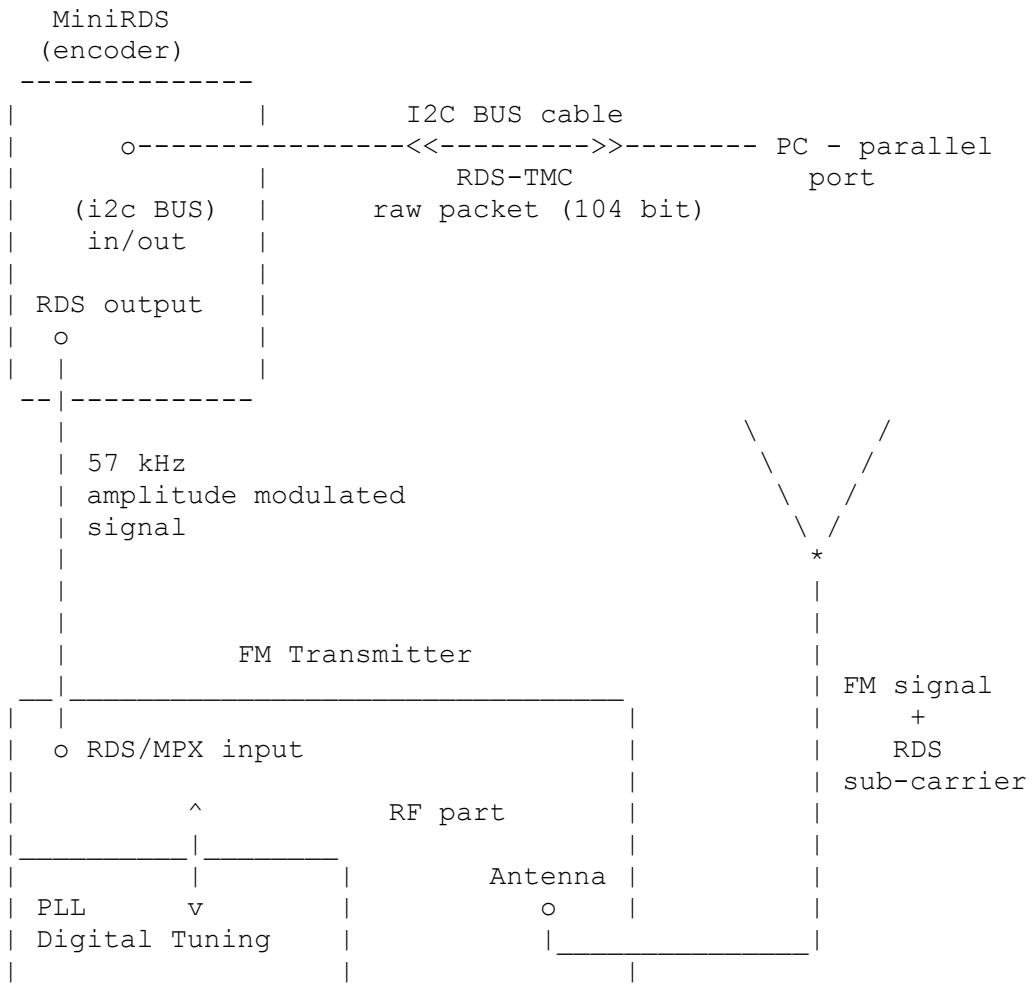 MiniRDS
(encoder)
I2C BUS cable
o----------------<<--------->>-------- PC - parallel
RDS-TMC port
(i2c BUS) raw packet (104 bit)
in/out
RDS output
o
57 kHz
amplitude modulated
signal
*
FM Transmitter
FM signal
+
o RDS/MPX input RDS
sub-carrier
^ RF part
Antenna
PLL v o
Digital Tuning